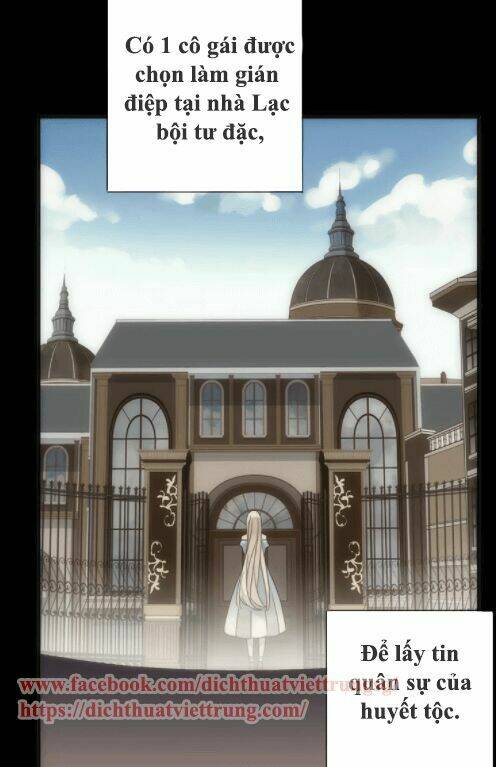 Có 1 cô gái được
chọn làm gián
điệp tại nhà Lạc
bội tư đặc,
Để lấy tin
quân sự của
huyết tộc.
www.facebook.com/dichthuatviettrung
https://dichthuatviettrung.com/